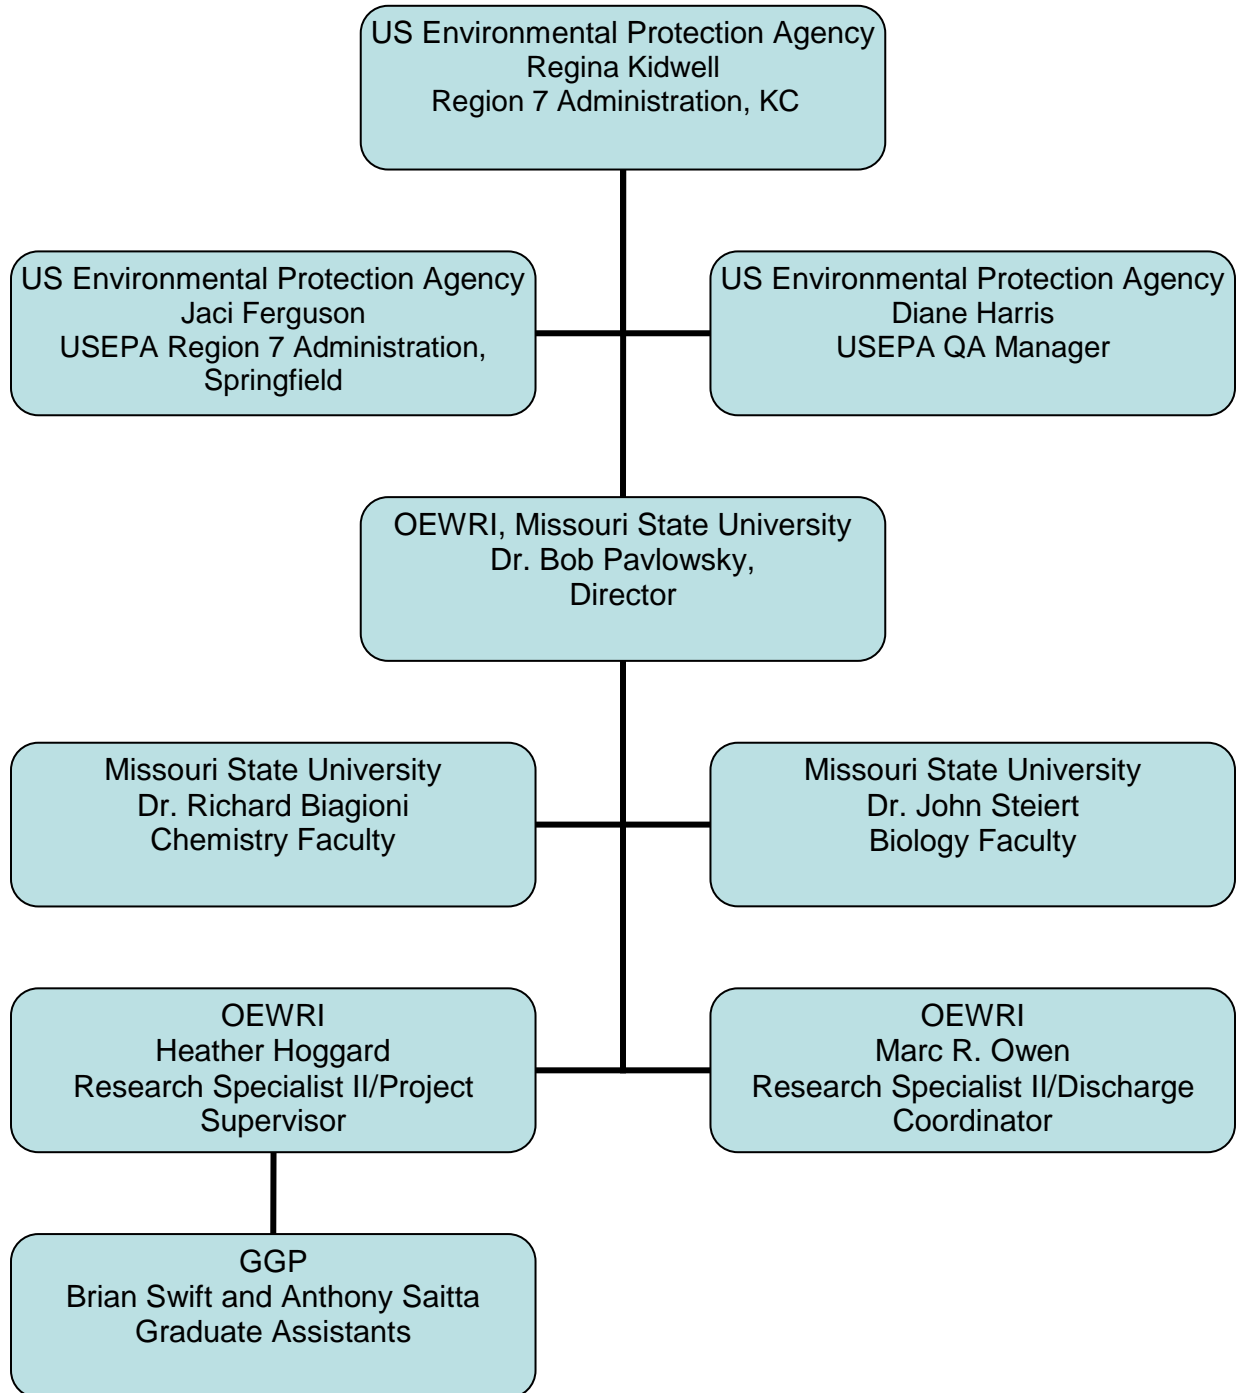 US Environmental Protection Agency
Regina Kidwell
Region 7 Administration, KC
US Environmental Protection Agency
Jaci Ferguson
USEPA Region 7 Administration,
Springfield
US Environmental Protection Agency
Diane Harris
USEPA QA Manager
OEWRI, Missouri State University
Dr. Bob Pavlowsky,
Director
Missouri State University
Dr. Richard Biagioni
Chemistry Faculty
Missouri State University
Dr. John Steiert
Biology Faculty
OEWRI
Heather Hoggard
Research Specialist II/Project
Supervisor
OEWRI
Marc R. Owen
Research Specialist II/Discharge
Coordinator
GGP
Brian Swift and Anthony Saitta
Graduate Assistants